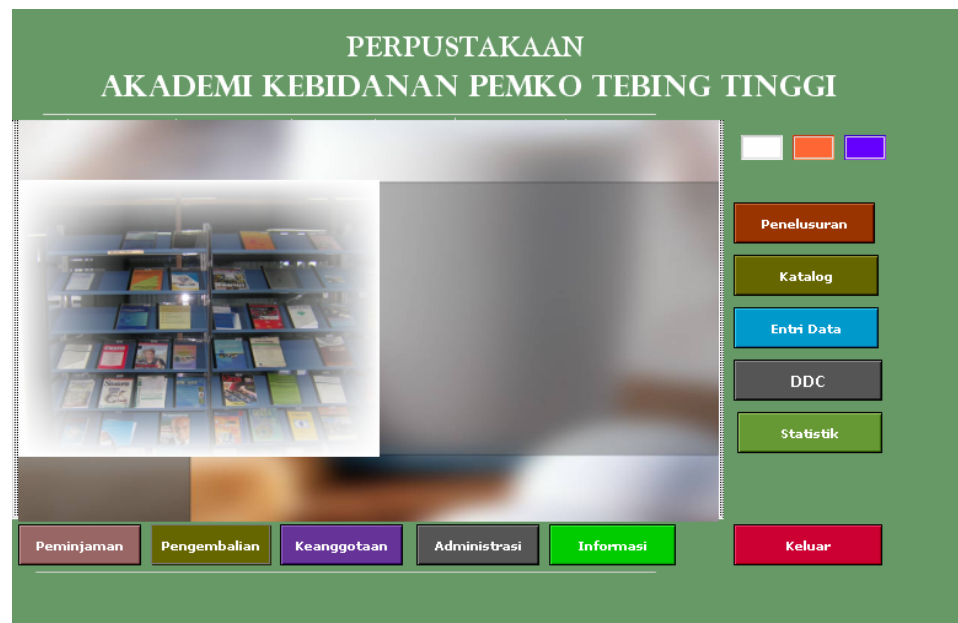 PERPUSTAKAAN
AKADEMI KEBIDANAN PEMKO TEBING TINGGI
Penelusuran
Katalog
Entri Data
DDC
Statistik
Peminjaman Pengembalian Keanggotaan Administrasi Informasi Keluar